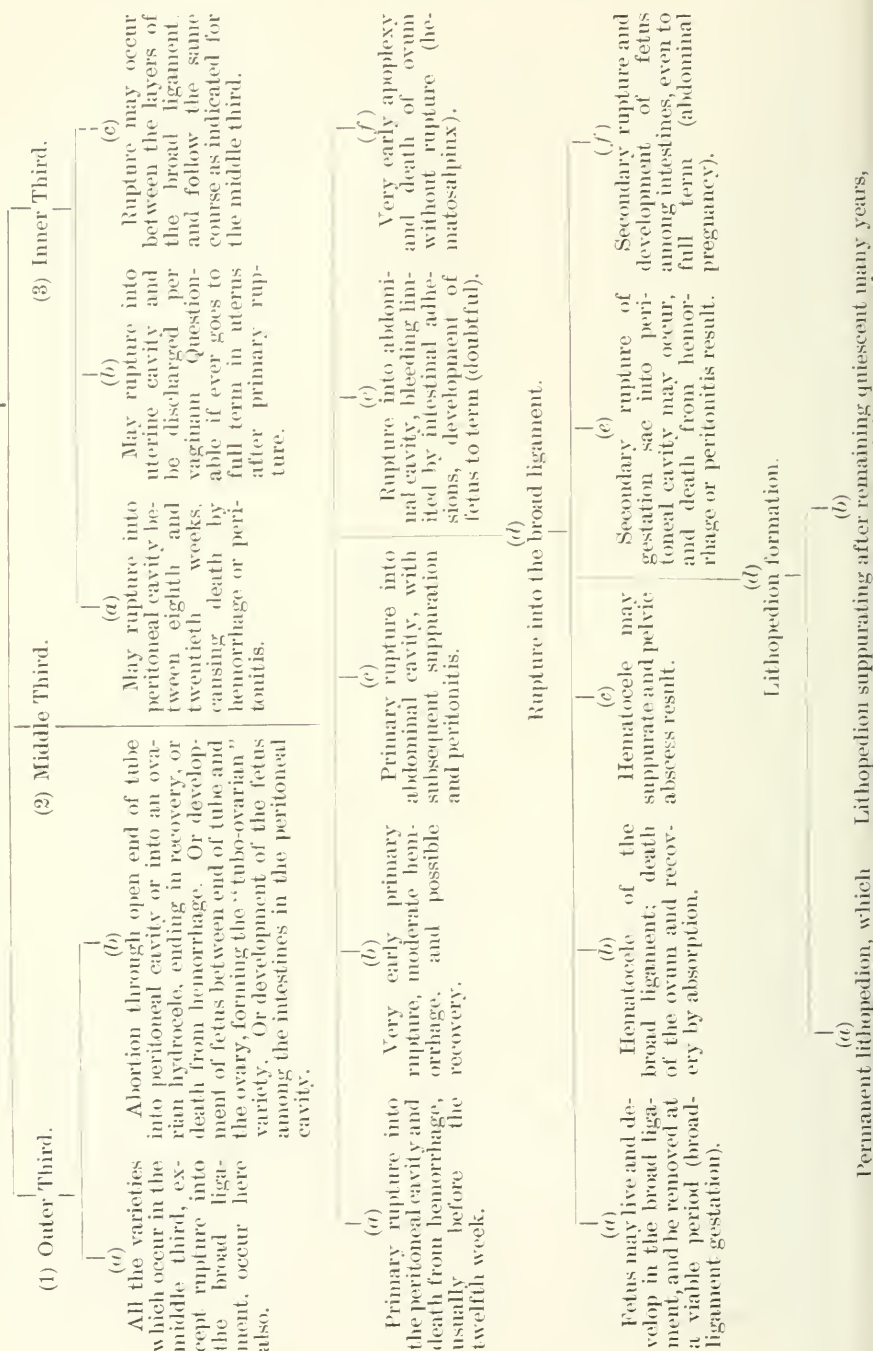 (1) Outer Third.
(2) Middle Third.
(3) Inner Third.
(a)
All the varieties
which occur in the
middle third, ex-
cept rupture into
the broad liga-
ment, occur here
also.
(b)
Abortion through open end of tube
into peritoneal cavity or into an ova-
rian hydrocele, ending in recovery, or
death from hemorrhage. Or develop-
ment of fetus between end of tube and
the ovary, forming the "tubo-ovarian"
variety. Or development of the fetus
among the intestines in the peritoneal
cavity.
(a)
May rupture into
peritoneal cavity be-
tween eighth and
twentieth weeks,
causing death by
hemorrhage or peri-
tonitis.
(b)
May rupture into
uterine cavity and
be discharged per
vaginam Question-
able if ever goes to
full term in uterus
after primary rup-
ture.
(c)
Rupture may occur
between the layers of
the broad ligament
and follow the same
course as indicated for
the middle third.
(a)
Primary rupture into
the peritoneal cavity and
death from hemorrhage,
usually before the
twelfth week.
(b)
Very early primary
rupture, moderate hem-
orrhage, and possible
recovery.
(c)
Primary rupture into
abdominal cavity, with
subsequent suppuration
and peritonitis.
(d)
Rupture into the broad ligament.
(e)
Rupture into abdomi-
nal cavity, bleeding lim-
ited by intestinal adhe-
sions, development of
fetus to term (doubtful).
(f)
Very early apoplexy
and death of ovum
without rupture (he-
matosalpinx).
(a)
Fetus may live and de-
velop in the broad liga-
ment, and be removed at
a viable period (broad-
ligament gestation).
(b)
Hematocele of the
broad ligament; death
of the ovum and recov-
ery by absorption.
(c)
Hematocele may
suppurate and pelvic
abscess result.
(d)
Lithopedion formation.
(e)
Secondary rupture of
gestation sac into peri-
toneal cavity may occur,
and death from hemor-
rhage or peritonitis result.
(f)
Secondary rupture and
development of fetus
among intestines, even to
full term (abdominal
pregnancy).
(a)
Permanent lithopedion, which
(b)
Lithopedion suppurating after remaining quiescent many years,